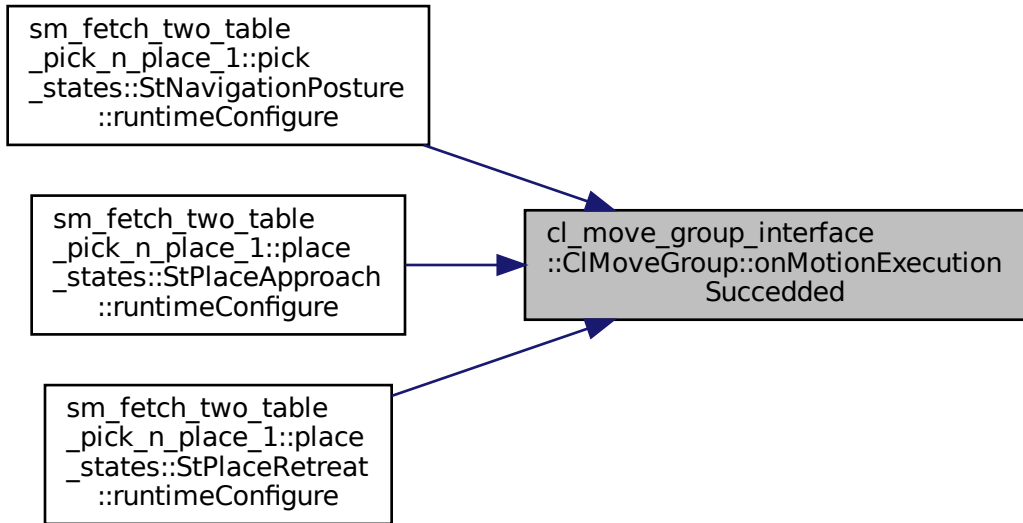 sm_fetch_two_table
_pick_n_place_1::pick
_states::StNavigationPosture
::runtimeConfigure
sm_fetch_two_table
_pick_n_place_1::place
_states::StPlaceApproach
::runtimeConfigure
sm_fetch_two_table
_pick_n_place_1::place
_states::StPlaceRetreat
::runtimeConfigure
cl_move_group_interface
::ClMoveGroup::onMotionExecution
Succedded